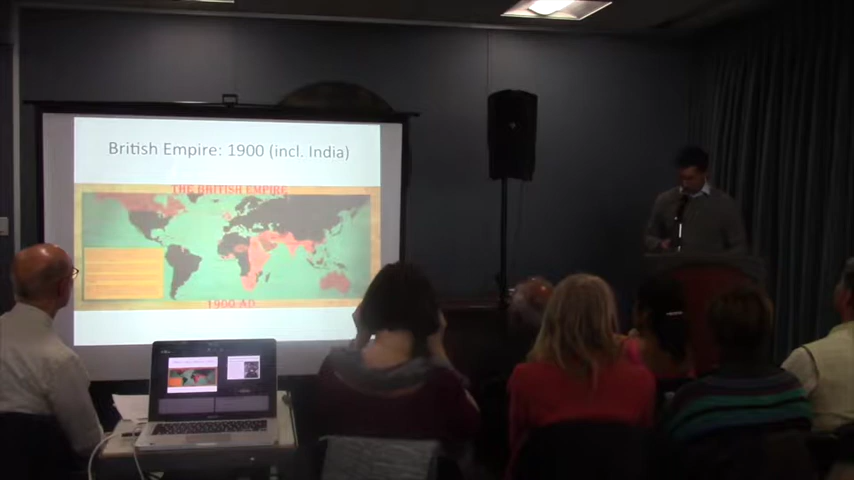 British Empire: 1900 (incl. India)
THE BRITISH EMPIRE
1900 AD